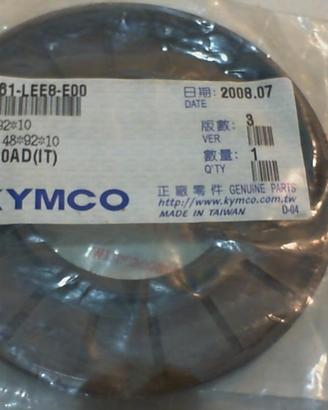 61-LEE8-E00
日期: 2008.07
DATE
92*10
版數: 3
VER
48*92*10
0AD(IT)
數量: 1
Q'TY
KYMCO
正廠零件 GENUINE PARTS
http://www.kymco.com.tw
MADE IN TAIWAN D-04